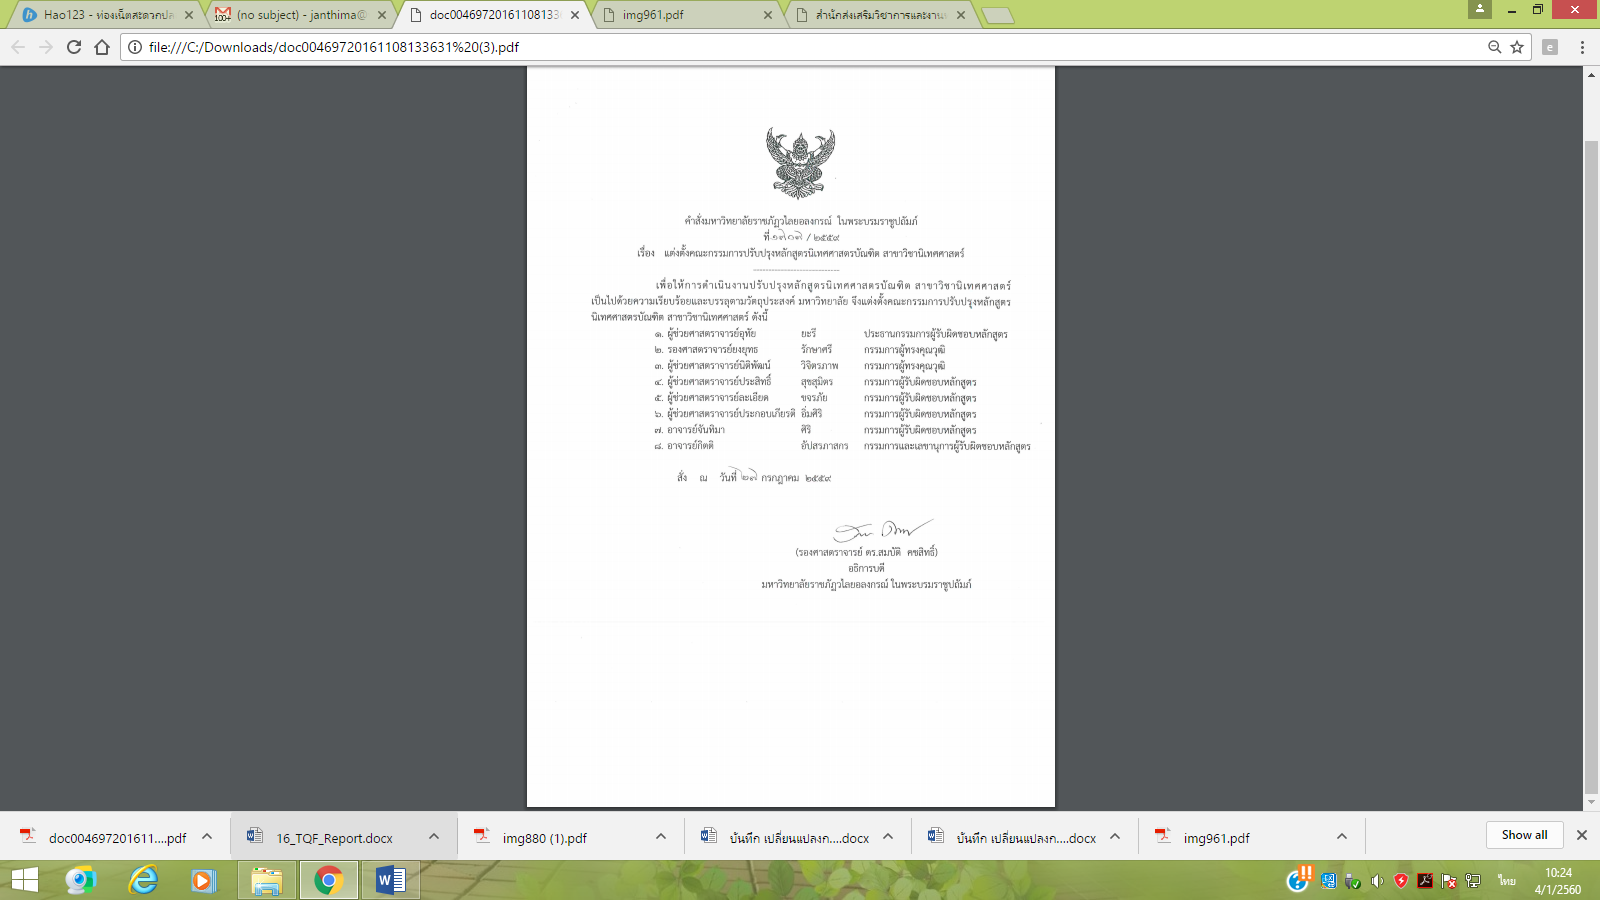 Hao123 - ท่องเน็ตสะดวกปล
(no subject) - janthima@
doc00469720161108133
img961.pdf
สำนักส่งเสริมวิชาการและงาน
file:///C:/Downloads/doc00469720161108133631%20(3).pdf
คำสั่งมหาวิทยาลัยราชภัฏวไลยอลงกรณ์ ในพระบรมราชูปถัมภ์
ที่ ๑๗๐๗ / ๒๕๕๙
เรื่อง แต่งตั้งคณะกรรมการปรับปรุงหลักสูตรนิเทศศาสตรบัณฑิต สาขาวิชานิเทศศาสตร์
เพื่อให้การดำเนินงานปรับปรุงหลักสูตรนิเทศศาสตรบัณฑิต สาขาวิชานิเทศศาสตร์
เป็นไปด้วยความเรียบร้อยและบรรลุตามวัตถุประสงค์ มหาวิทยาลัย จึงแต่งตั้งคณะกรรมการปรับปรุงหลักสูตร
นิเทศศาสตรบัณฑิต สาขาวิชานิเทศศาสตร์ ดังนี้
๑. ผู้ช่วยศาสตราจารย์อุทัย ยะรี ประธานกรรมการผู้รับผิดชอบหลักสูตร
๒. รองศาสตราจารย์ยงยุทธ รักษาศรี กรรมการผู้ทรงคุณวุฒิ
๓. ผู้ช่วยศาสตราจารย์นิติพัฒน์ วิจิตรภาพ กรรมการผู้ทรงคุณวุฒิ
๔. ผู้ช่วยศาสตราจารย์ประสิทธิ์ สุขสุมิตร กรรมการผู้รับผิดชอบหลักสูตร
๕. ผู้ช่วยศาสตราจารย์ละเอียด ขจรภัย กรรมการผู้รับผิดชอบหลักสูตร
๖. ผู้ช่วยศาสตราจารย์ประกอบเกียรติ อิ่มศิริ กรรมการผู้รับผิดชอบหลักสูตร
๗. อาจารย์จันทิมา ศิริ กรรมการผู้รับผิดชอบหลักสูตร
๘. อาจารย์กิตติ อัปสรภาสกร กรรมการและเลขานุการผู้รับผิดชอบหลักสูตร
สั่ง ณ วันที่ ๒๗ กรกฎาคม ๒๕๕๙
(รองศาสตราจารย์ ดร.สมบัติ คชสิทธิ์)
อธิการบดี
มหาวิทยาลัยราชภัฏวไลยอลงกรณ์ ในพระบรมราชูปถัมภ์
doc004697201611....pdf
16_TQF_Report.docx
img880 (1).pdf
บันทึก เปลี่ยนแปลงก....docx
บันทึก เปลี่ยนแปลงก....docx
img961.pdf
Show all
ไทย
10:24
4/1/2560